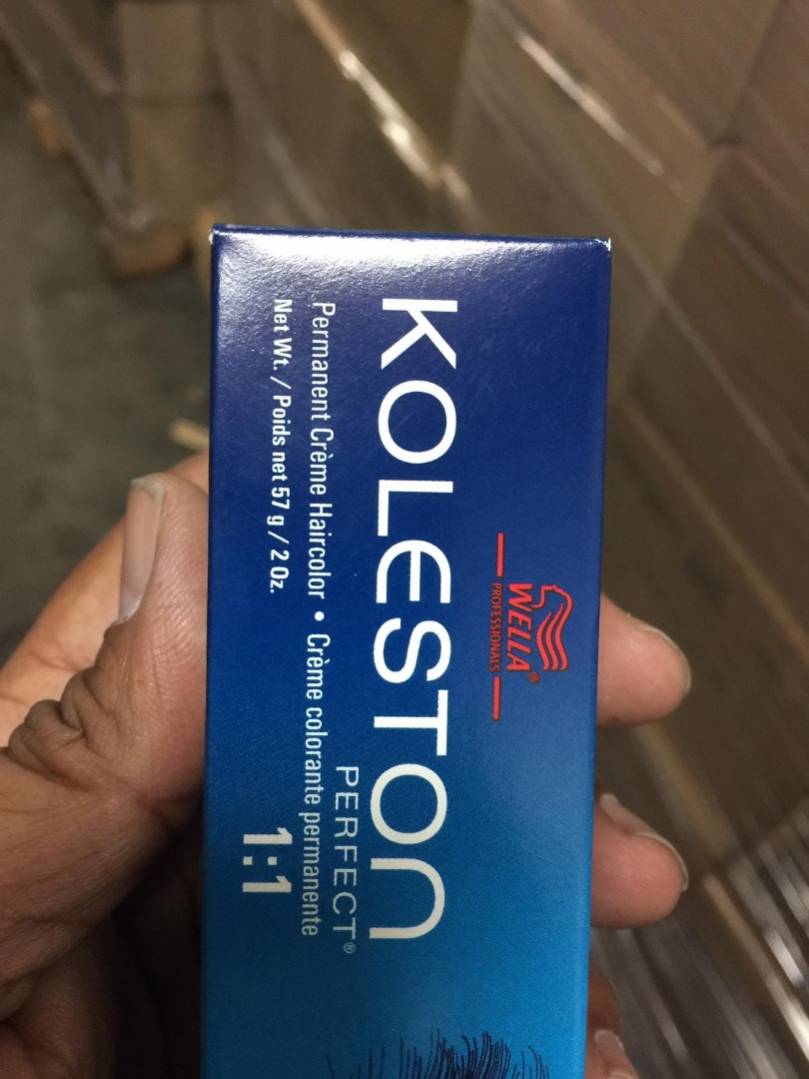 WELLA®
PROFESSIONALS
KOLESTON
PERFECT®
Permanent Crème Haircolor • Crème colorante permanente
Net Wt. / Poids net 57 g / 2 Oz.
1:1